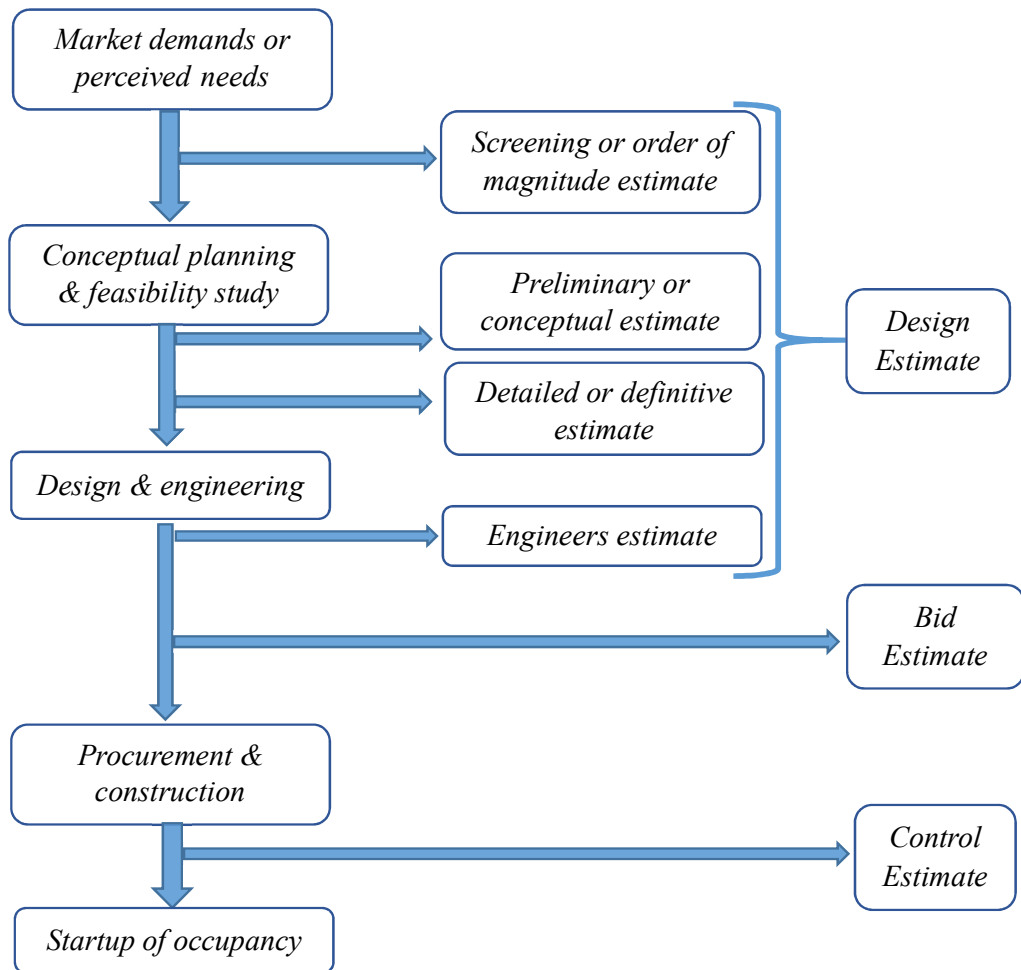 Market demands or
perceived needs
Screening or order of
magnitude estimate
Conceptual planning
& feasibility study
Preliminary or
conceptual estimate
Design
Estimate
Detailed or definitive
estimate
Design & engineering
Engineers estimate
Bid
Estimate
Procurement &
construction
Control
Estimate
Startup of occupancy